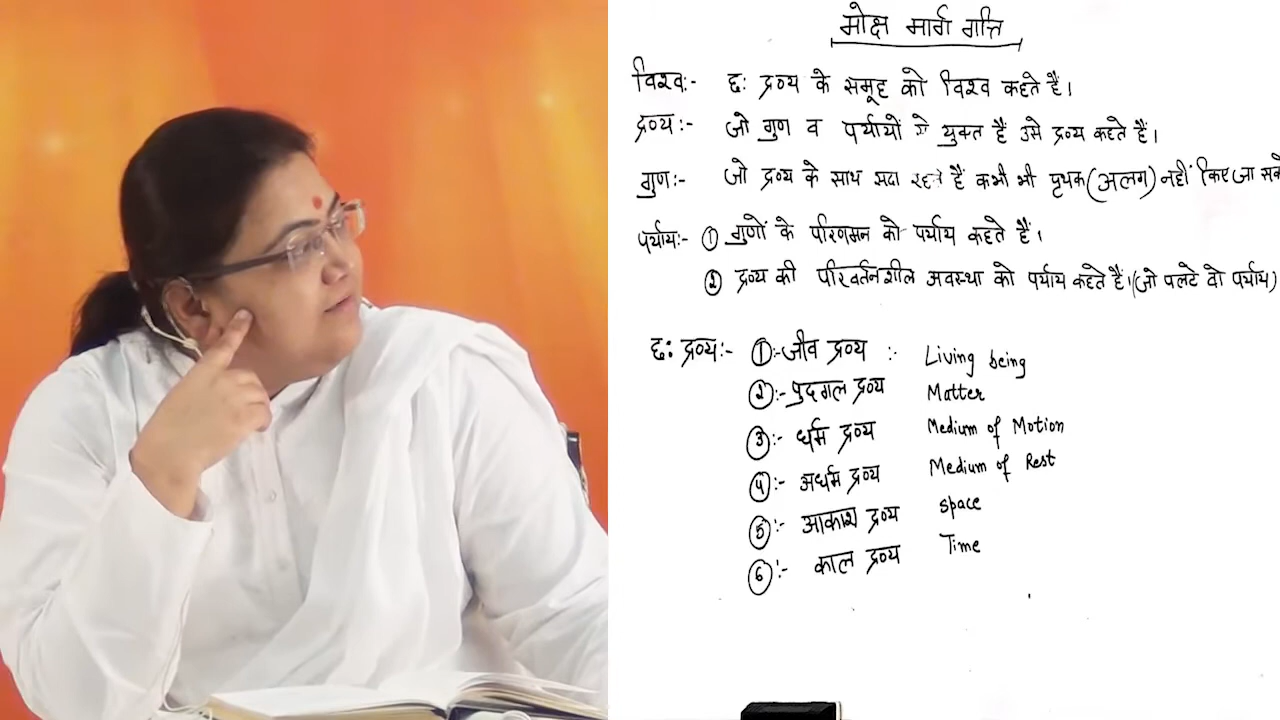 मोक्ष मार्ग गति
विश्व:- छः द्रव्य के समूह को विश्व कहते हैं।
द्रव्य:- जो गुण व पर्यायों से युक्त हैं उसे द्रव्य कहते हैं।
गुण:- जो द्रव्य के साथ सदा रहते हैं कभी भी पृथक (अलग) नहीं किए जा सके
पर्याय:- ① गुणों के परिणमन को पर्याय कहते हैं।
② द्रव्य की परिवर्तनशील अवस्था को पर्याय कहते हैं। (जो पलटे वो पर्याय)
छः द्रव्य:- ①:- जीव द्रव्य :- Living being
②:- पुदगल द्रव्य Matter
③:- धर्म द्रव्य Medium of Motion
④:- अधर्म द्रव्य Medium of Rest
⑤:- आकाश द्रव्य space
⑥:- काल द्रव्य Time